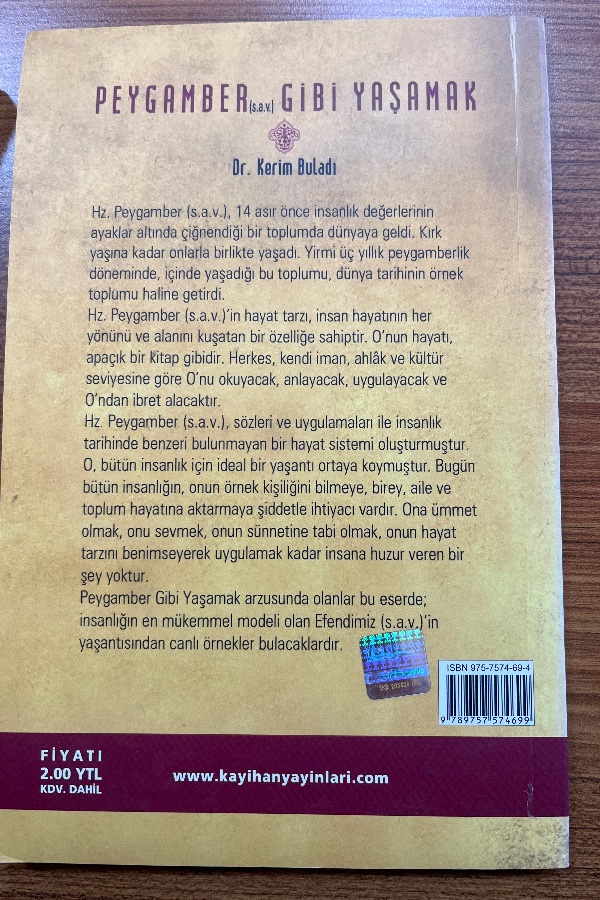 PEYGAMBER (s.a.v.) GİBİ YAŞAMAK
Dr. Kerim Buladı
Hz. Peygamber (s.a.v.), 14 asır önce insanlık değerlerinin
ayaklar altında çiğnendiği bir toplumda dünyaya geldi. Kırk
yaşına kadar onlarla birlikte yaşadı. Yirmi üç yıllık peygamberlik
döneminde, içinde yaşadığı bu toplumu, dünya tarihinin örnek
toplumu haline getirdi.
Hz. Peygamber (s.a.v.)'in hayat tarzı, insan hayatının her
yönünü ve alanını kuşatan bir özelliğe sahiptir. O'nun hayatı,
apaçık bir kitap gibidir. Herkes, kendi iman, ahlâk ve kültür
seviyesine göre O'nu okuyacak, anlayacak, uygulayacak ve
O'ndan ibret alacaktır.
Hz. Peygamber (s.a.v.), sözleri ve uygulamaları ile insanlık
tarihinde benzeri bulunmayan bir hayat sistemi oluşturmuştur.
O, bütün insanlık için ideal bir yaşantı ortaya koymuştur. Bugün
bütün insanlığın, onun örnek kişiliğini bilmeye, birey, aile ve
toplum hayatına aktarmaya şiddetle ihtiyacı vardır. Ona ümmet
olmak, onu sevmek, onun sünnetine tabi olmak, onun hayat
tarzını benimseyerek uygulamak kadar insana huzur veren bir
şey yoktur.
Peygamber Gibi Yaşamak arzusunda olanlar bu eserde;
insanlığın en mükemmel modeli olan Efendimiz (s.a.v.)'in
yaşantısından canlı örnekler bulacaklardır.
ISBN 975-7574-69-4
9 789757 574699
FİYATI
2.00 YTL
KDV. DAHİL
www.kayihanyayinlari.com